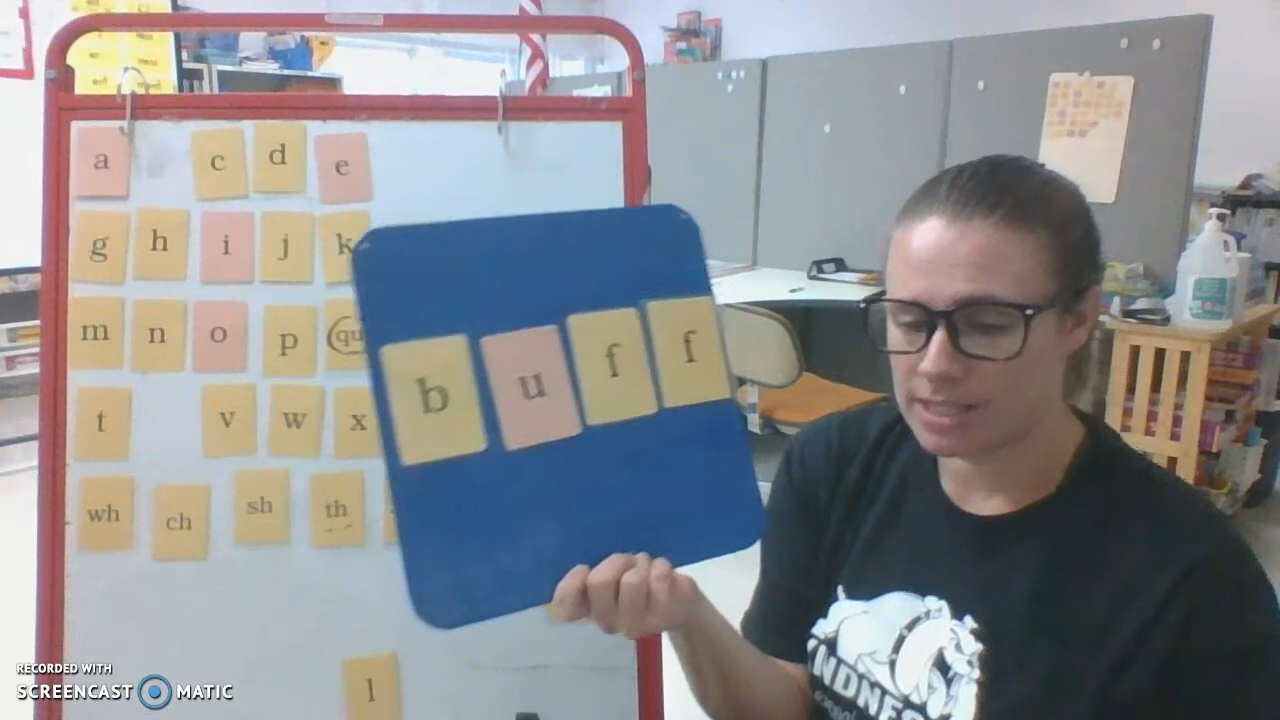 a c d e
g h i j k
m n o p qu
t v w x
wh ch sh th
l
b u f f
RECORDED WITH
SCREENCAST MATIC